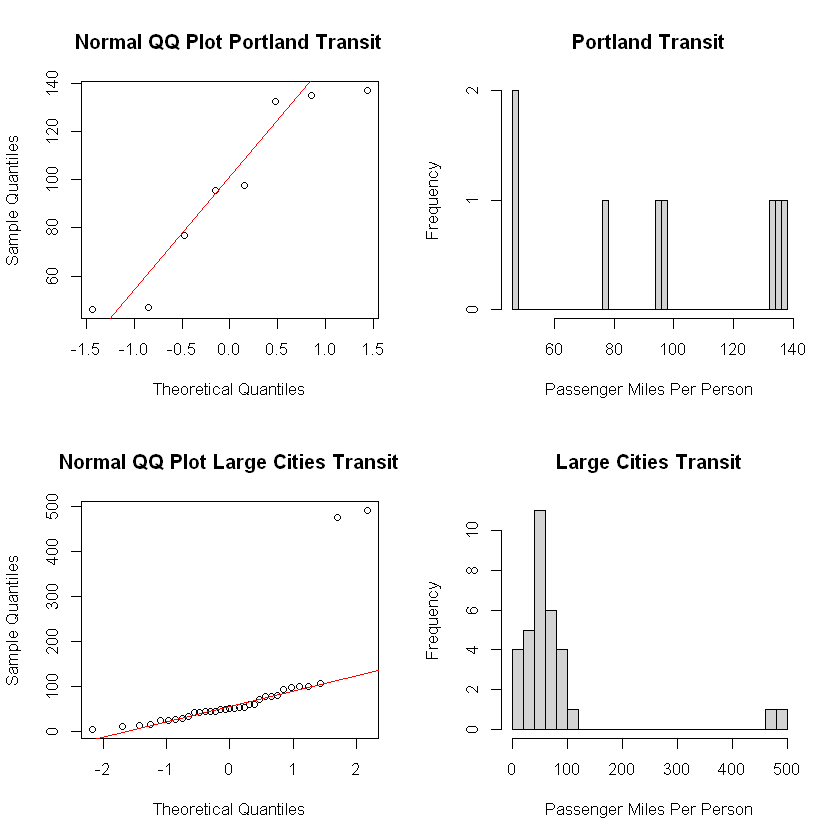 Normal QQ Plot Portland Transit
Sample Quantiles
140
120
100
80
60
-1.5 -1.0 -0.5 0.0 0.5 1.0 1.5
Theoretical Quantiles
Portland Transit
Frequency
2
1
0
60 80 100 120 140
Passenger Miles Per Person
Normal QQ Plot Large Cities Transit
Sample Quantiles
500
400
300
200
100
0
-2 -1 0 1 2
Theoretical Quantiles
Large Cities Transit
Frequency
10
8
6
4
2
0
0 100 200 300 400 500
Passenger Miles Per Person